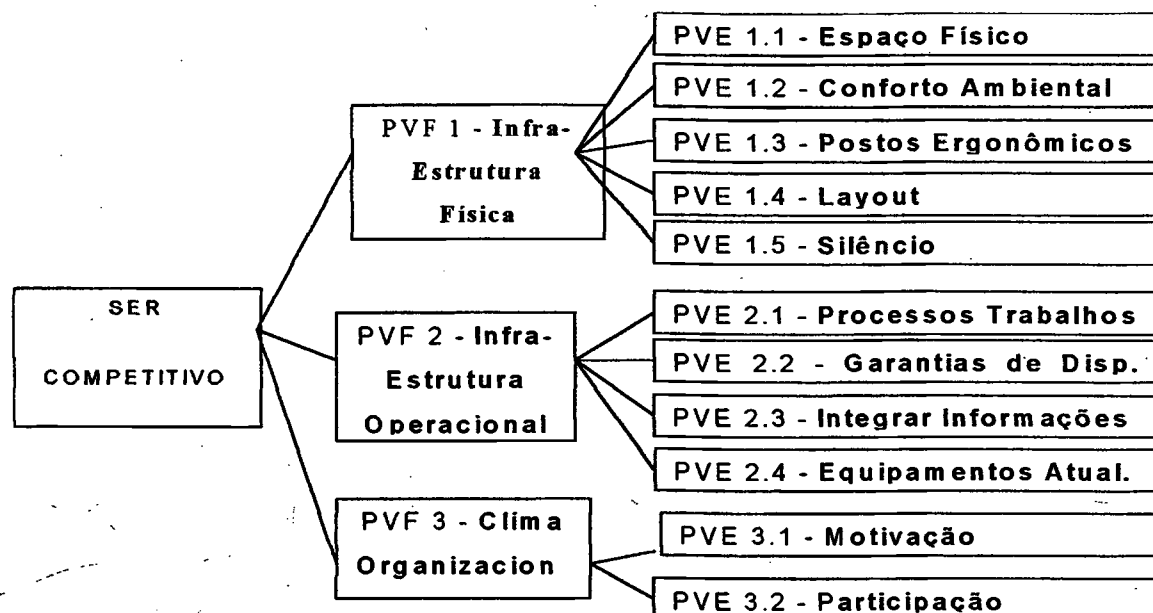 SER
COMPETITIVO
PVF 1 - Infra-
Estrutura
Física
PVE 1.1 - Espaço Físico
PVE 1.2 - Conforto Ambiental
PVE 1.3 - Postos Ergonômicos
PVE 1.4 - Layout
PVE 1.5 - Silêncio
PVF 2 - Infra-
Estrutura
Operacional
PVE 2.1 - Processos Trabalhos
PVE 2.2 - Garantias de Disp.
PVE 2.3 - Integrar Informações
PVE 2.4 - Equipamentos Atual.
PVF 3 - Clima
Organizacion
PVE 3.1 - Motivação
PVE 3.2 - Participação